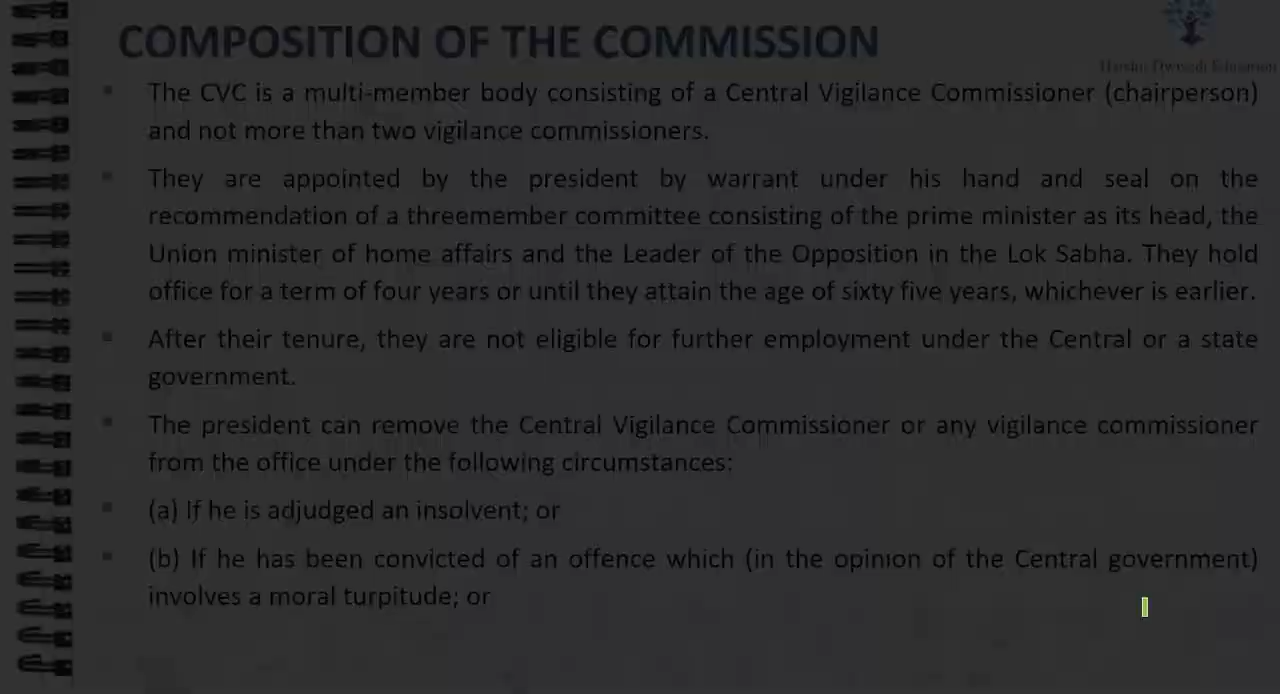 COMPOSITION OF THE COMMISSION
Harshit Dwivedi Education
The CVC is a multi-member body consisting of a Central Vigilance Commissioner (chairperson)
and not more than two vigilance commissioners.
They are appointed by the president by warrant under his hand and seal on the
recommendation of a threemember committee consisting of the prime minister as its head, the
Union minister of home affairs and the Leader of the Opposition in the Lok Sabha. They hold
office for a term of four years or until they attain the age of sixty five years, whichever is earlier.
After their tenure, they are not eligible for further employment under the Central or a state
government.
The president can remove the Central Vigilance Commissioner or any vigilance commissioner
from the office under the following circumstances:
(a) If he is adjudged an insolvent; or
(b) If he has been convicted of an offence which (in the opinion of the Central government)
involves a moral turpitude; or